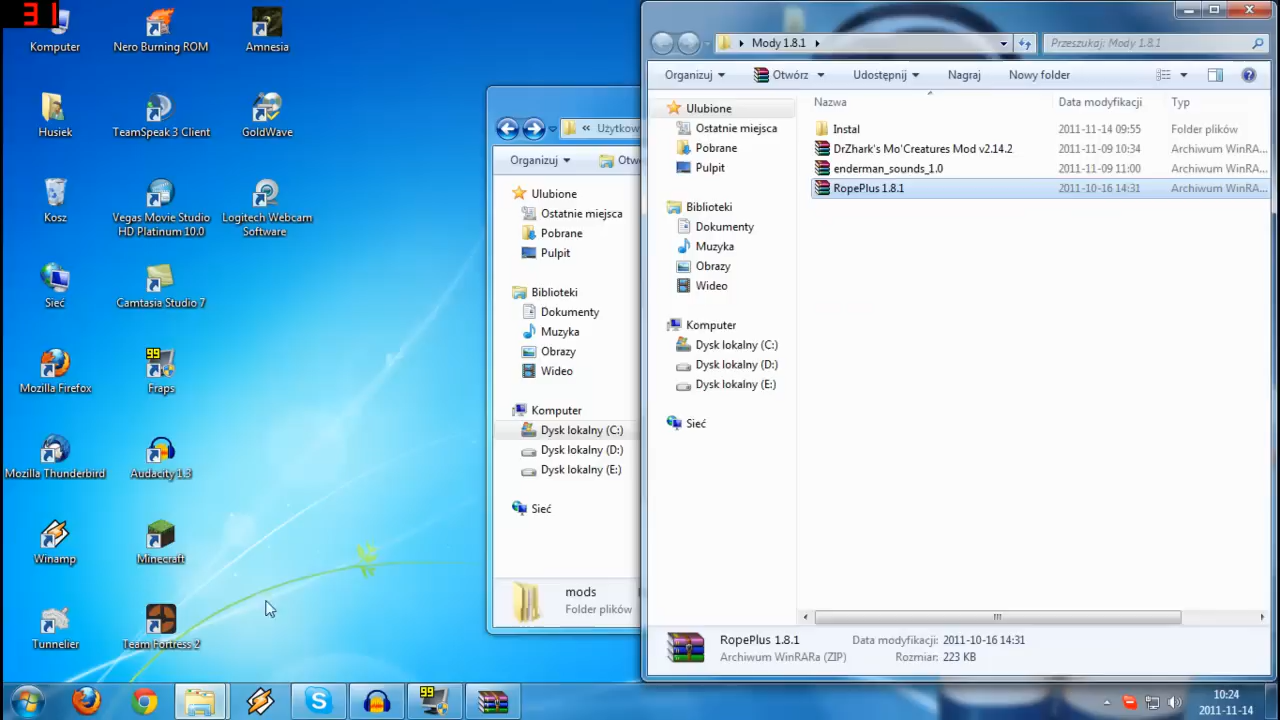 31
Komputer
Nero Burning ROM
Amnesia
Husiek
TeamSpeak 3 Client
GoldWave
Kosz
Vegas Movie Studio
HD Platinum 10.0
Logitech Webcam
Software
Sieć
Camtasia Studio 7
Mozilla Firefox
99
Fraps
Mozilla Thunderbird
Audacity 1.3
Winamp
Minecraft
Tunnelier
Team Fortress 2
« Użytkow
Organizuj
Otwó
Ulubione
Ostatnie miejsca
Pobrane
Pulpit
Biblioteki
Dokumenty
Muzyka
Obrazy
Wideo
Komputer
Dysk lokalny (C:)
Dysk lokalny (D:)
Dysk lokalny (E:)
Sieć
mods
Folder plików
Mody 1.8.1
Przeszukaj: Mody 1.8.1
Organizuj
Otwórz
Udostępnij
Nagraj
Nowy folder
Ulubione
Ostatnie miejsca
Pobrane
Pulpit
Biblioteki
Dokumenty
Muzyka
Obrazy
Wideo
Komputer
Dysk lokalny (C:)
Dysk lokalny (D:)
Dysk lokalny (E:)
Sieć
Nazwa Data modyfikacji Typ
Instal 2011-11-14 09:55 Folder plików
DrZhark's Mo'Creatures Mod v2.14.2 2011-11-09 10:34 Archiwum WinRA...
enderman_sounds_1.0 2011-11-09 11:00 Archiwum WinRA...
RopePlus 1.8.1 2011-10-16 14:31 Archiwum WinRA...
RopePlus 1.8.1 Data modyfikacji: 2011-10-16 14:31
Archiwum WinRARa (ZIP) Rozmiar: 223 KB
99
10:24
2011-11-14